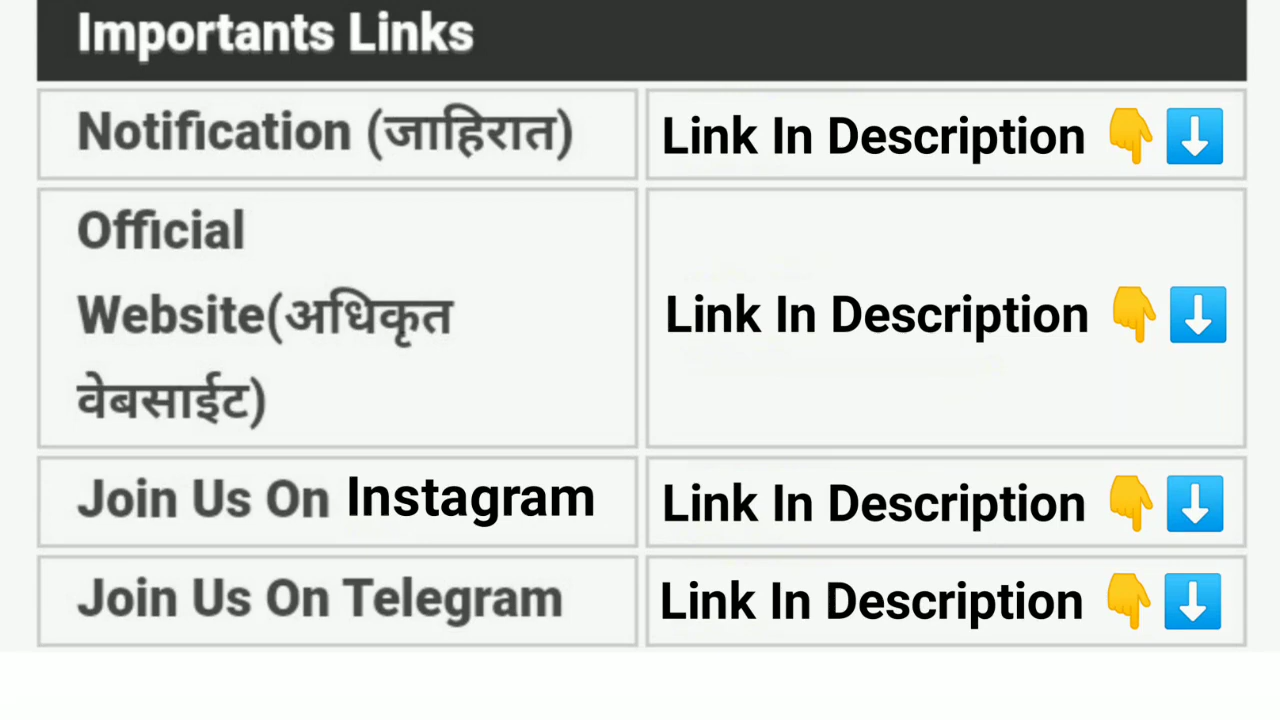 Importants Links
Notification (जाहिरात) Link In Description 👇⬇️
Official
Website(अधिकृत
वेबसाईट)
Link In Description 👇⬇️
Join Us On Instagram Link In Description 👇⬇️
Join Us On Telegram Link In Description 👇⬇️